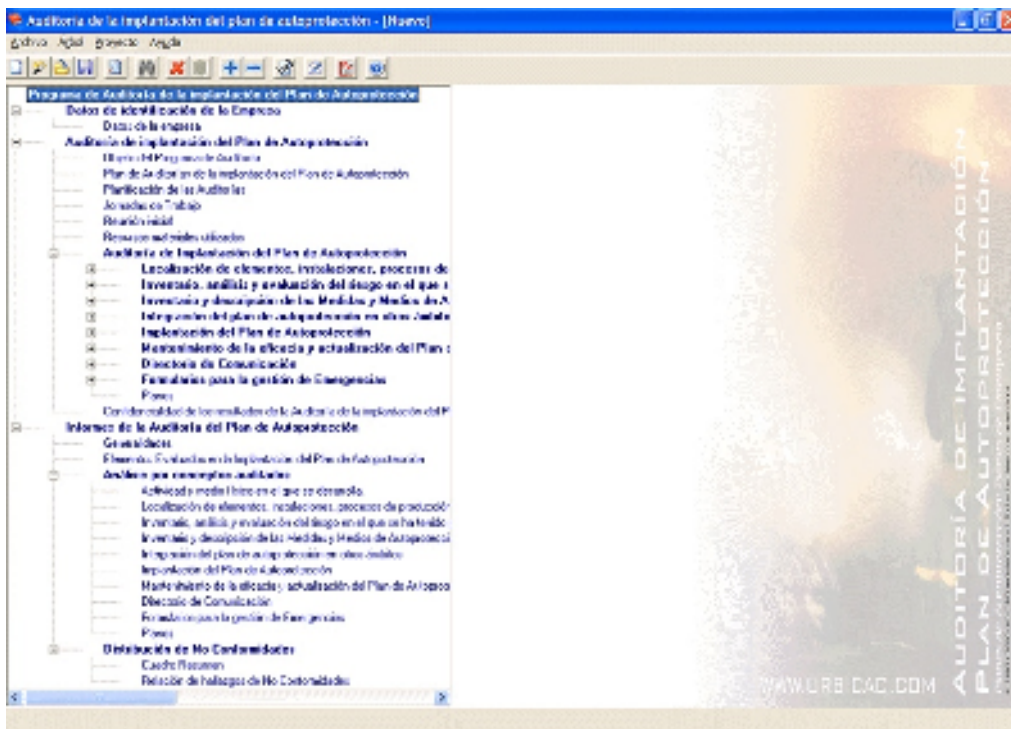 Auditoría de la implantación del plan de autoprotección - [Nuevo]
Archivo Proyecto Ayuda
Programa de Auditoría de la implantación del Plan de Autoprotección
Datos de identificación de la Empresa
Datos de la empresa
Auditoría de implantación del Plan de Autoprotección
Objeto del Programa de Auditoría
Plan de Auditorías de la implantación del Plan de Autoprotección
Planificación de las Auditorías
Jornadas de Trabajo
Reunión inicial
Recursos materiales utilizados
Auditoría de Implantación del Plan de Autoprotección
Localización de elementos, instalaciones, procesos de
Inventario, análisis y evaluación del riesgo en el que s
Inventario y descripción de las Medidas y Medios de A
Integración del plan de autoprotección en otros ámbito
Implantación del Plan de Autoprotección
Mantenimiento de la eficacia y actualización del Plan d
Directorio de Comunicación
Formularios para la gestión de Emergencias
Planos
Confidencialidad de los resultados de la Auditoría de la implantación del P
Informes de la Auditoría del Plan de Autoprotección
Generalidades
Elementos Evaluados en la Implantación del Plan de Autoprotección
Análisis por conceptos auditados
Actividad y medio físico en el que se desarrolla.
Localización de elementos, instalaciones, procesos de producción
Inventario, análisis y evaluación del riesgo en el que se ha tenido
Inventario y descripción de las Medidas y Medios de Autoprotecci
Integración del plan de autoprotección en otros ámbitos
Implantación del Plan de Autoprotección
Mantenimiento de la eficacia y actualización del Plan de Autoproo
Directorio de Comunicación
Formularios para la gestión de Emergencias
Planos
Distribución de No Conformidades
Cuadro Resumen
Relación de hallazgos de No Conformidades
AUDITORÍA DE IMPLANTACIÓN
PLAN DE AUTOPROTECCIÓN
WWW.URBICAD.COM